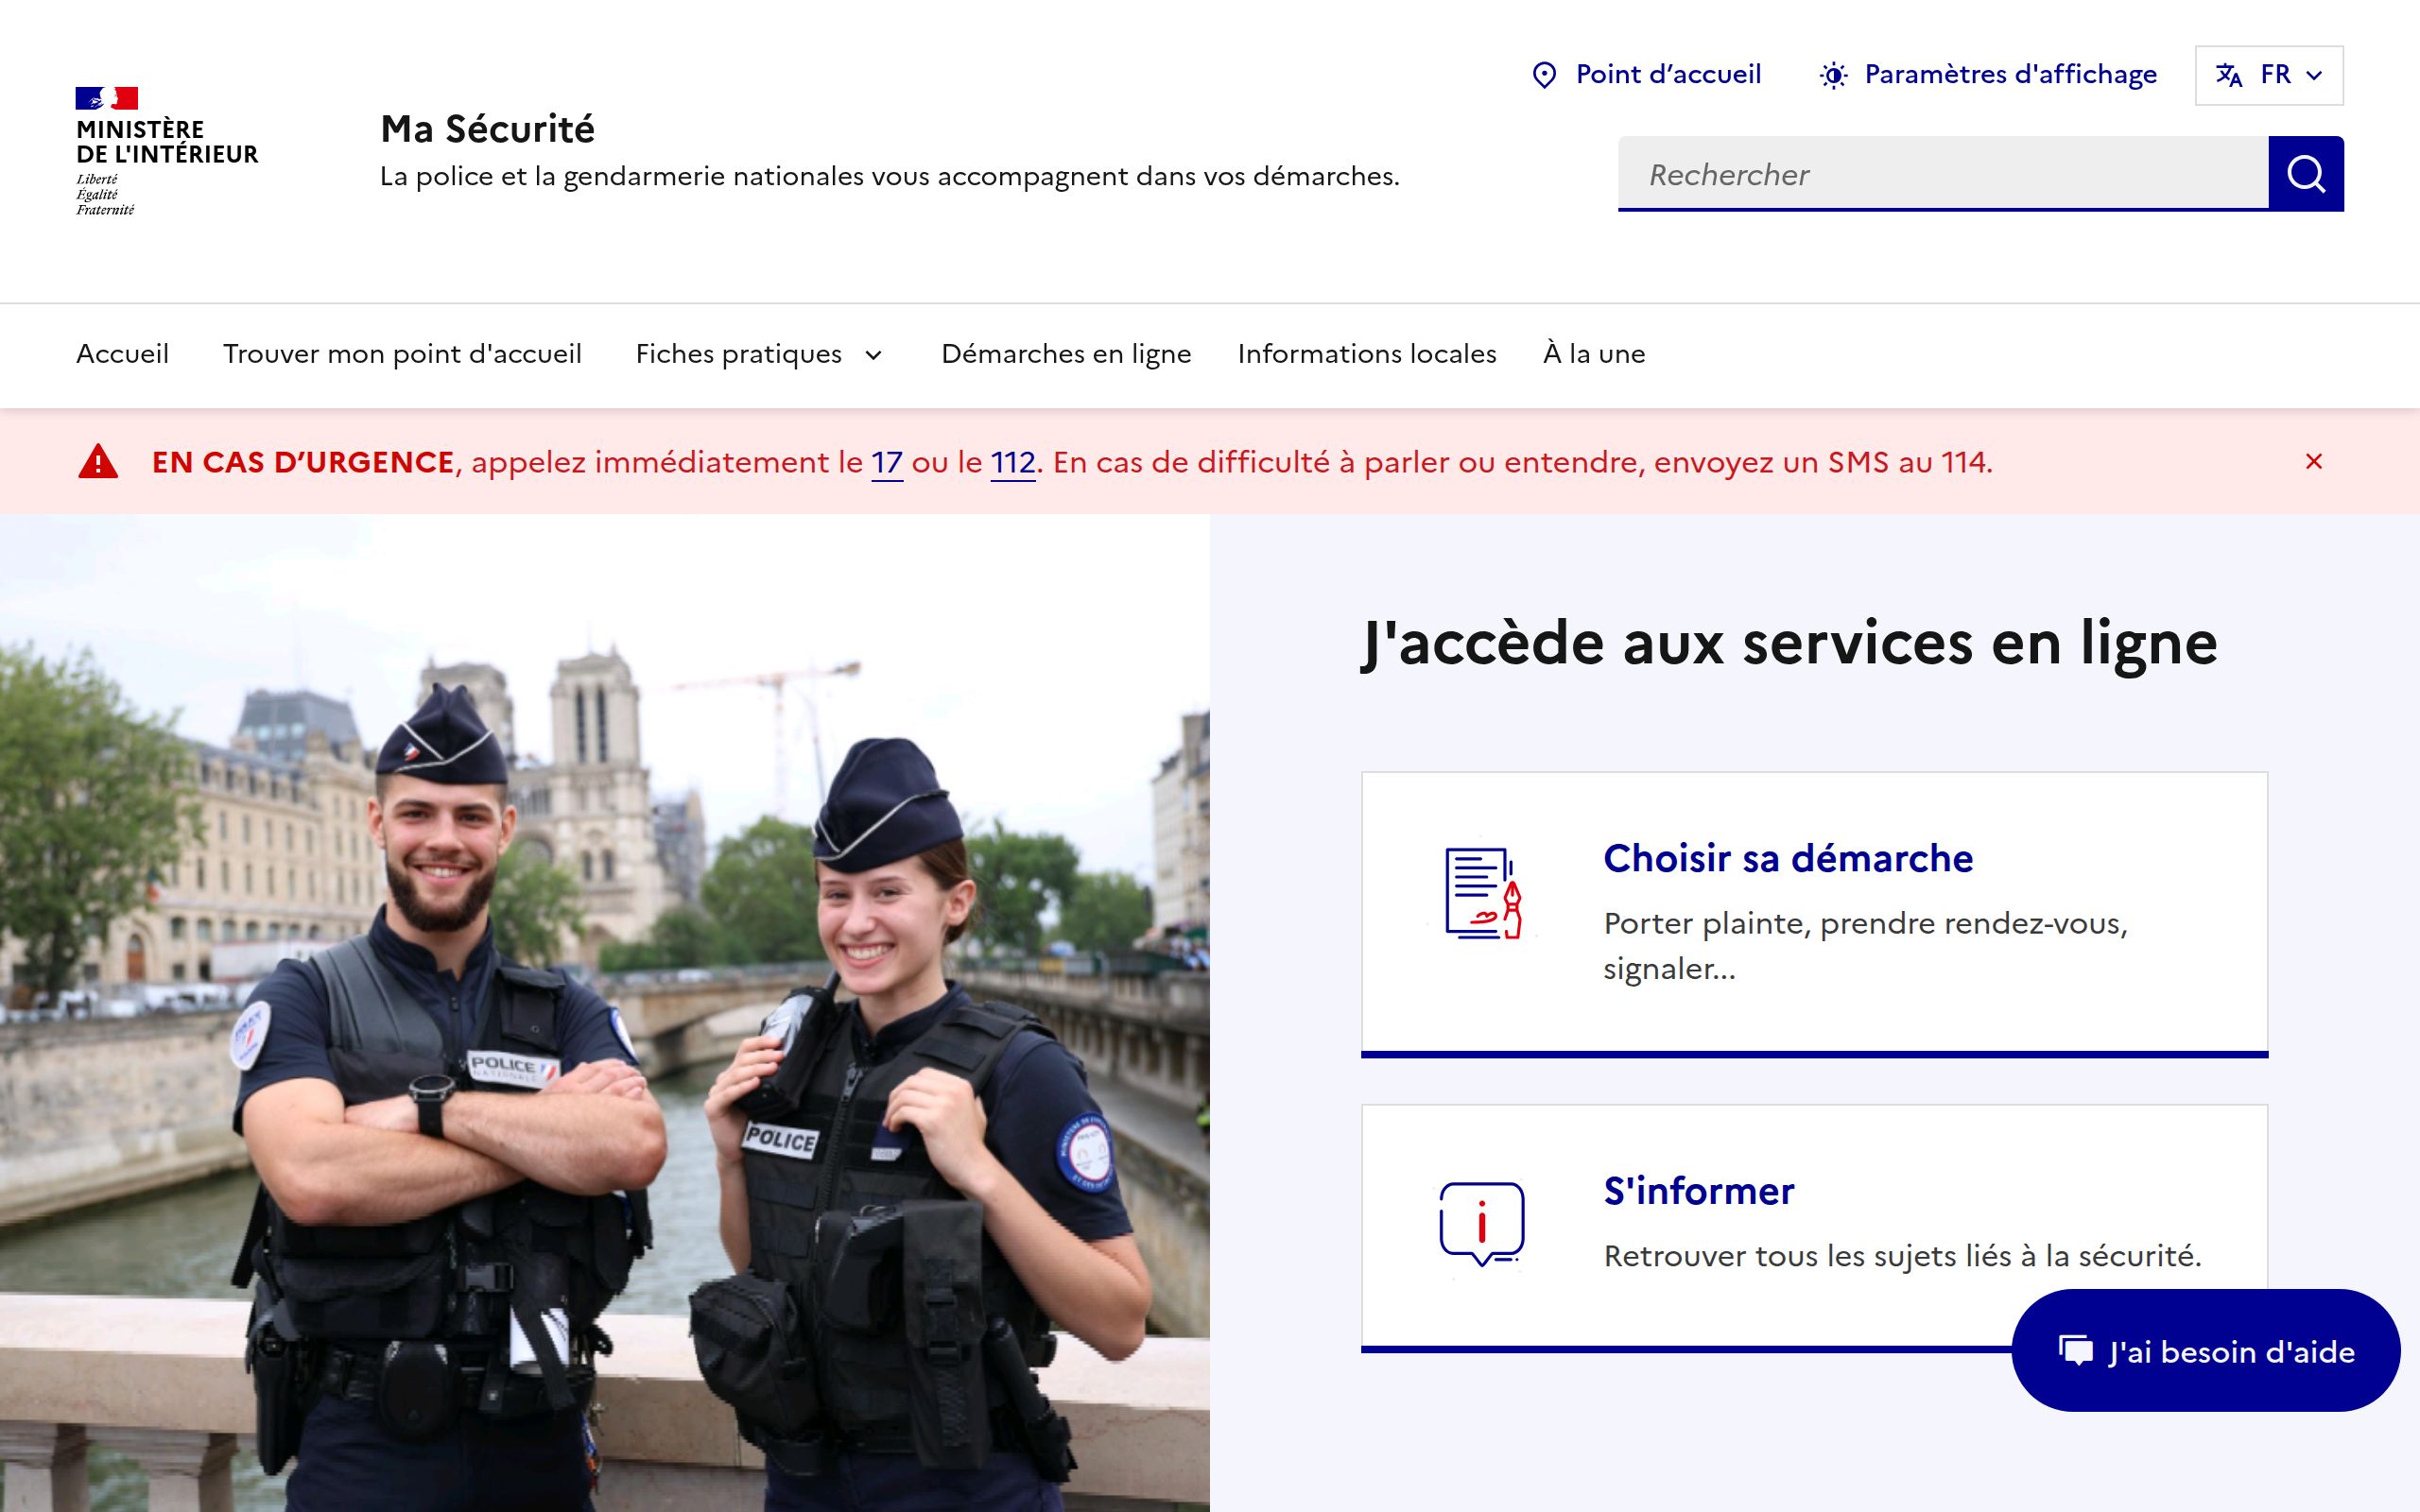 Point d’accueil
Paramètres d'affichage
FR
MINISTÈRE
DE L'INTÉRIEUR
Liberté
Égalité
Fraternité
Ma Sécurité
La police et la gendarmerie nationales vous accompagnent dans vos démarches.
Rechercher
Accueil
Trouver mon point d'accueil
Fiches pratiques
Démarches en ligne
Informations locales
À la une
EN CAS D’URGENCE, appelez immédiatement le 17 ou le 112. En cas de difficulté à parler ou entendre, envoyez un SMS au 114.
J'accède aux services en ligne
Choisir sa démarche
Porter plainte, prendre rendez-vous,
signaler...
S'informer
Retrouver tous les sujets liés à la sécurité.
J'ai besoin d'aide
POLICE
NATIONALE
POLICE